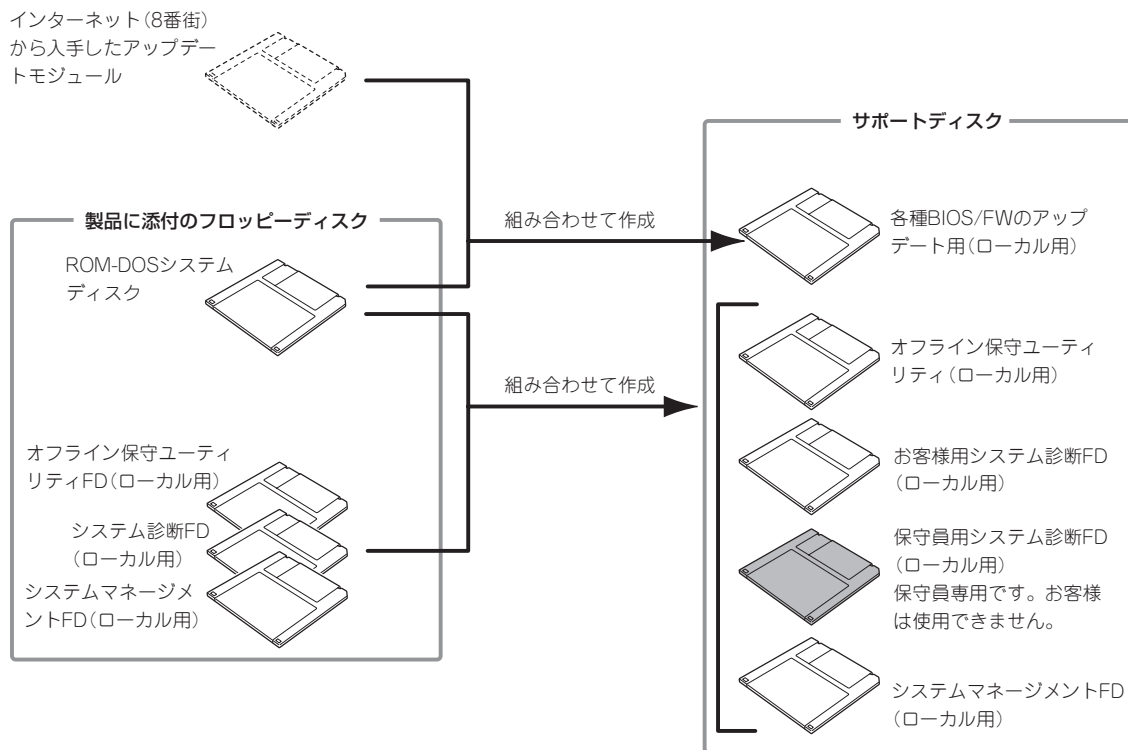 インターネット（8番街）
から入手したアップデー
トモジュール
サポートディスク
製品に添付のフロッピーディスク
組み合わせて作成
各種BIOS/FWのアップ
デート用（ローカル用）
ROM-DOSシステム
ディスク
オフライン保守ユーティ
リティ（ローカル用）
組み合わせて作成
オフライン保守ユーティ
リティFD（ローカル用）
お客様用システム診断FD
（ローカル用）
システム診断FD
（ローカル用）
保守員用システム診断FD
（ローカル用）
保守員専用です。お客様
は使用できません。
システムマネージメ
ントFD（ローカル用）
システムマネージメントFD
（ローカル用）